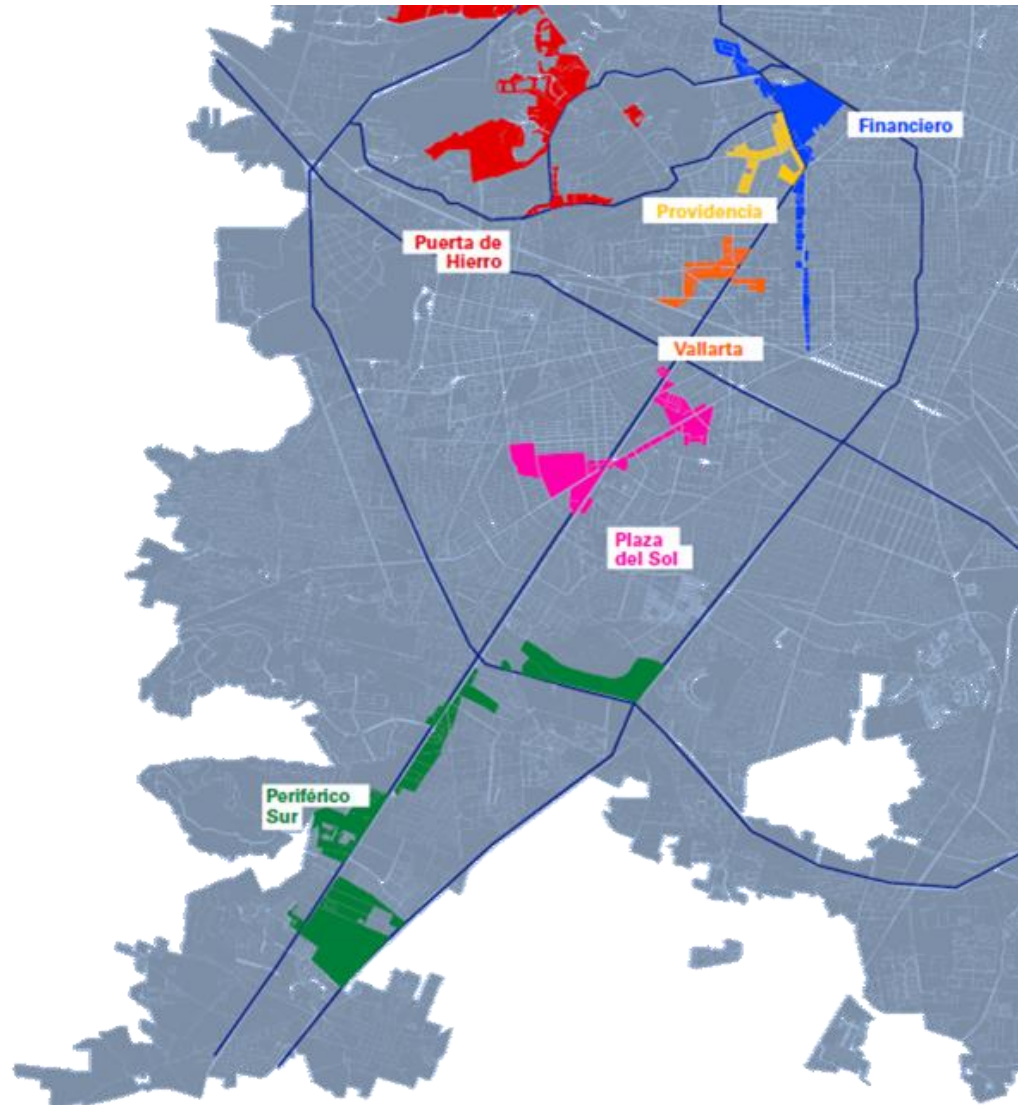 Financiero
Providencia
Puerta de
Hierro
Vallarta
Plaza
del Sol
Periférico
Sur